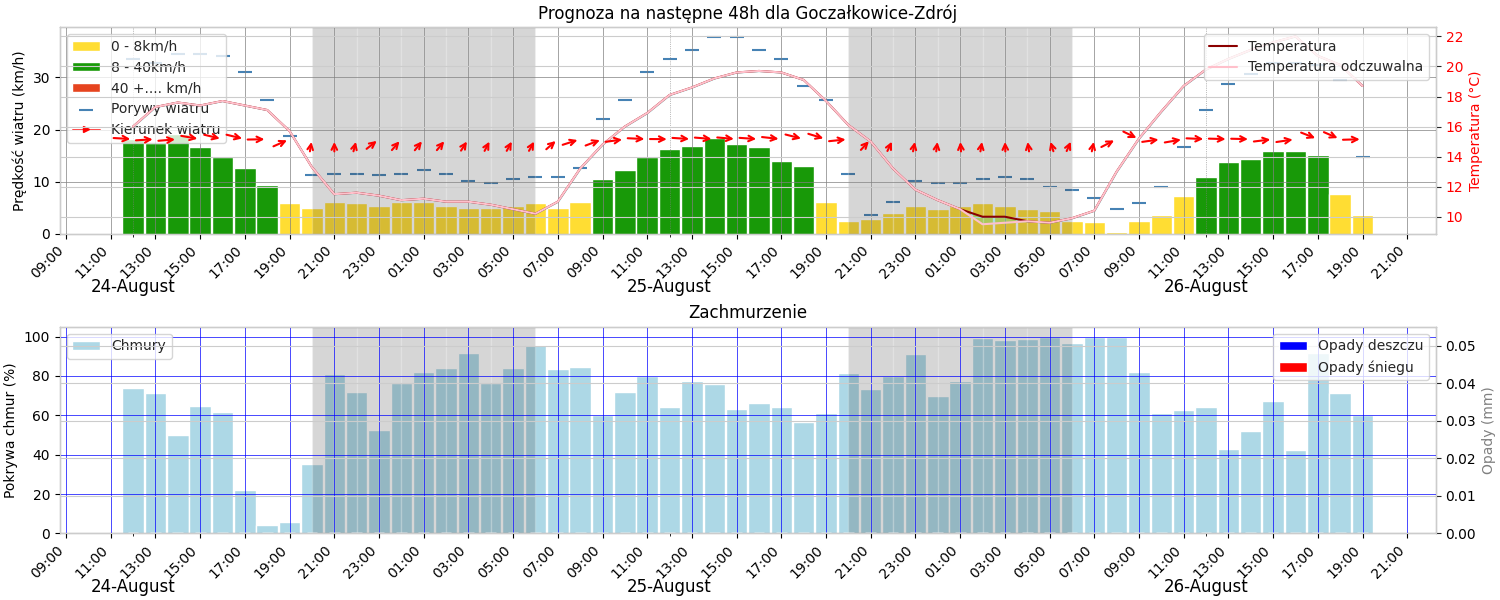 Prognoza na następne 48h dla Goczałkowice-Zdrój
Prędkość wiatru (km/h)
30
20
10
0
0 - 8km/h
8 - 40km/h
40 +.... km/h
Porywy wiatru
Kierunek wiatru
Temperatura
Temperatura odczuwalna
22
20
18
16
14
12
10
Temperatura (°C)
09:00 11:00 13:00 15:00 17:00 19:00 21:00 23:00 01:00 03:00 05:00 07:00 09:00 11:00 13:00 15:00 17:00 19:00 21:00 23:00 01:00 03:00 05:00 07:00 09:00 11:00 13:00 15:00 17:00 19:00 21:00
24-August 25-August 26-August
Zachmurzenie
Pokrywa chmur (%)
100
80
60
40
20
0
Chmury
Opady deszczu
Opady śniegu
0.05
0.04
0.03
0.02
0.01
0.00
Opady (mm)
09:00 11:00 13:00 15:00 17:00 19:00 21:00 23:00 01:00 03:00 05:00 07:00 09:00 11:00 13:00 15:00 17:00 19:00 21:00 23:00 01:00 03:00 05:00 07:00 09:00 11:00 13:00 15:00 17:00 19:00 21:00
24-August 25-August 26-August